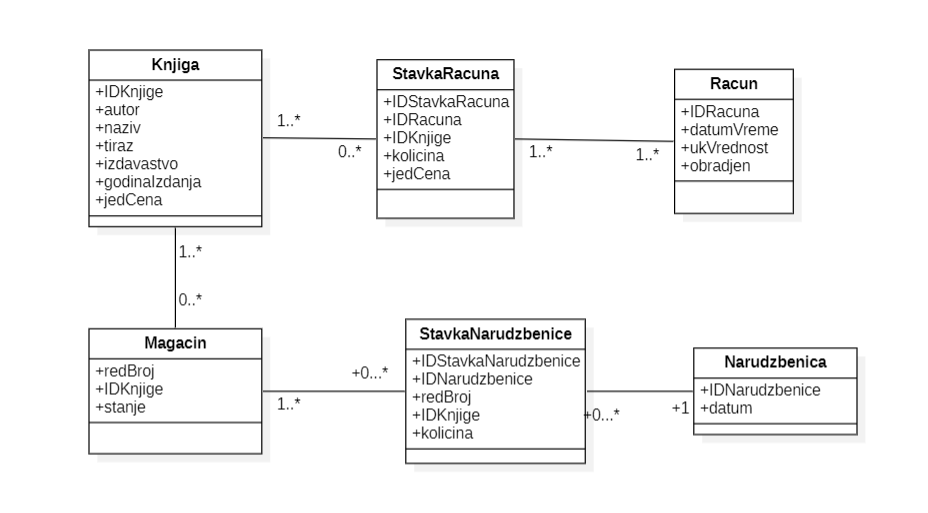 Knjiga
+IDKnjige
+autor
+naziv
+tiraz
+izdavastvo
+godinaIzdanja
+jedCena
1..*
0..*
StavkaRacuna
+IDStavkaRacuna
+IDRacuna
+IDKnjige
+kolicina
+jedCena
1..*
1..*
Racun
+IDRacuna
+datumVreme
+ukVrednost
+obradjen
1..*
0..*
Magacin
+redBroj
+IDKnjige
+stanje
+0...*
1..*
StavkaNarudzbenice
+IDStavkaNarudzbenice
+IDNarudzbenice
+redBroj
+IDKnjige
+kolicina
+0...*
+1
Narudzbenica
+IDNarudzbenice
+datum